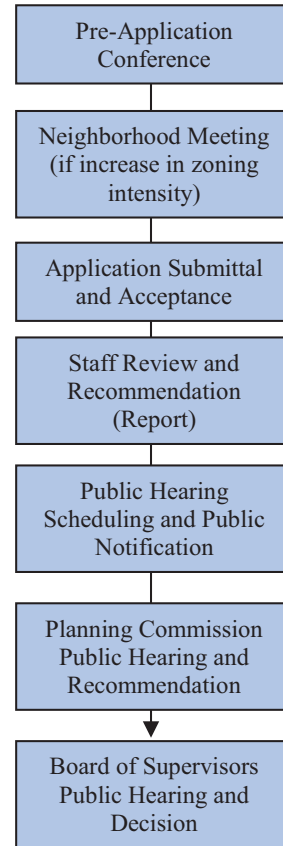 Pre-Application
Conference
Neighborhood Meeting
(if increase in zoning
intensity)
Application Submittal
and Acceptance
Staff Review and
Recommendation
(Report)
Public Hearing
Scheduling and Public
Notification
Planning Commission
Public Hearing and
Recommendation
Board of Supervisors
Public Hearing and
Decision